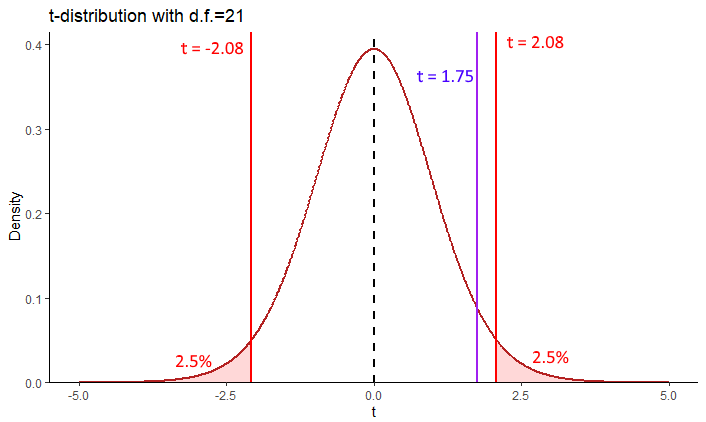 t-distribution with d.f.=21
0.4
t = -2.08
t = 2.08
t = 1.75
0.3
Density
0.2
0.1
2.5%
2.5%
0.0
-5.0
-2.5
0.0
2.5
5.0
t